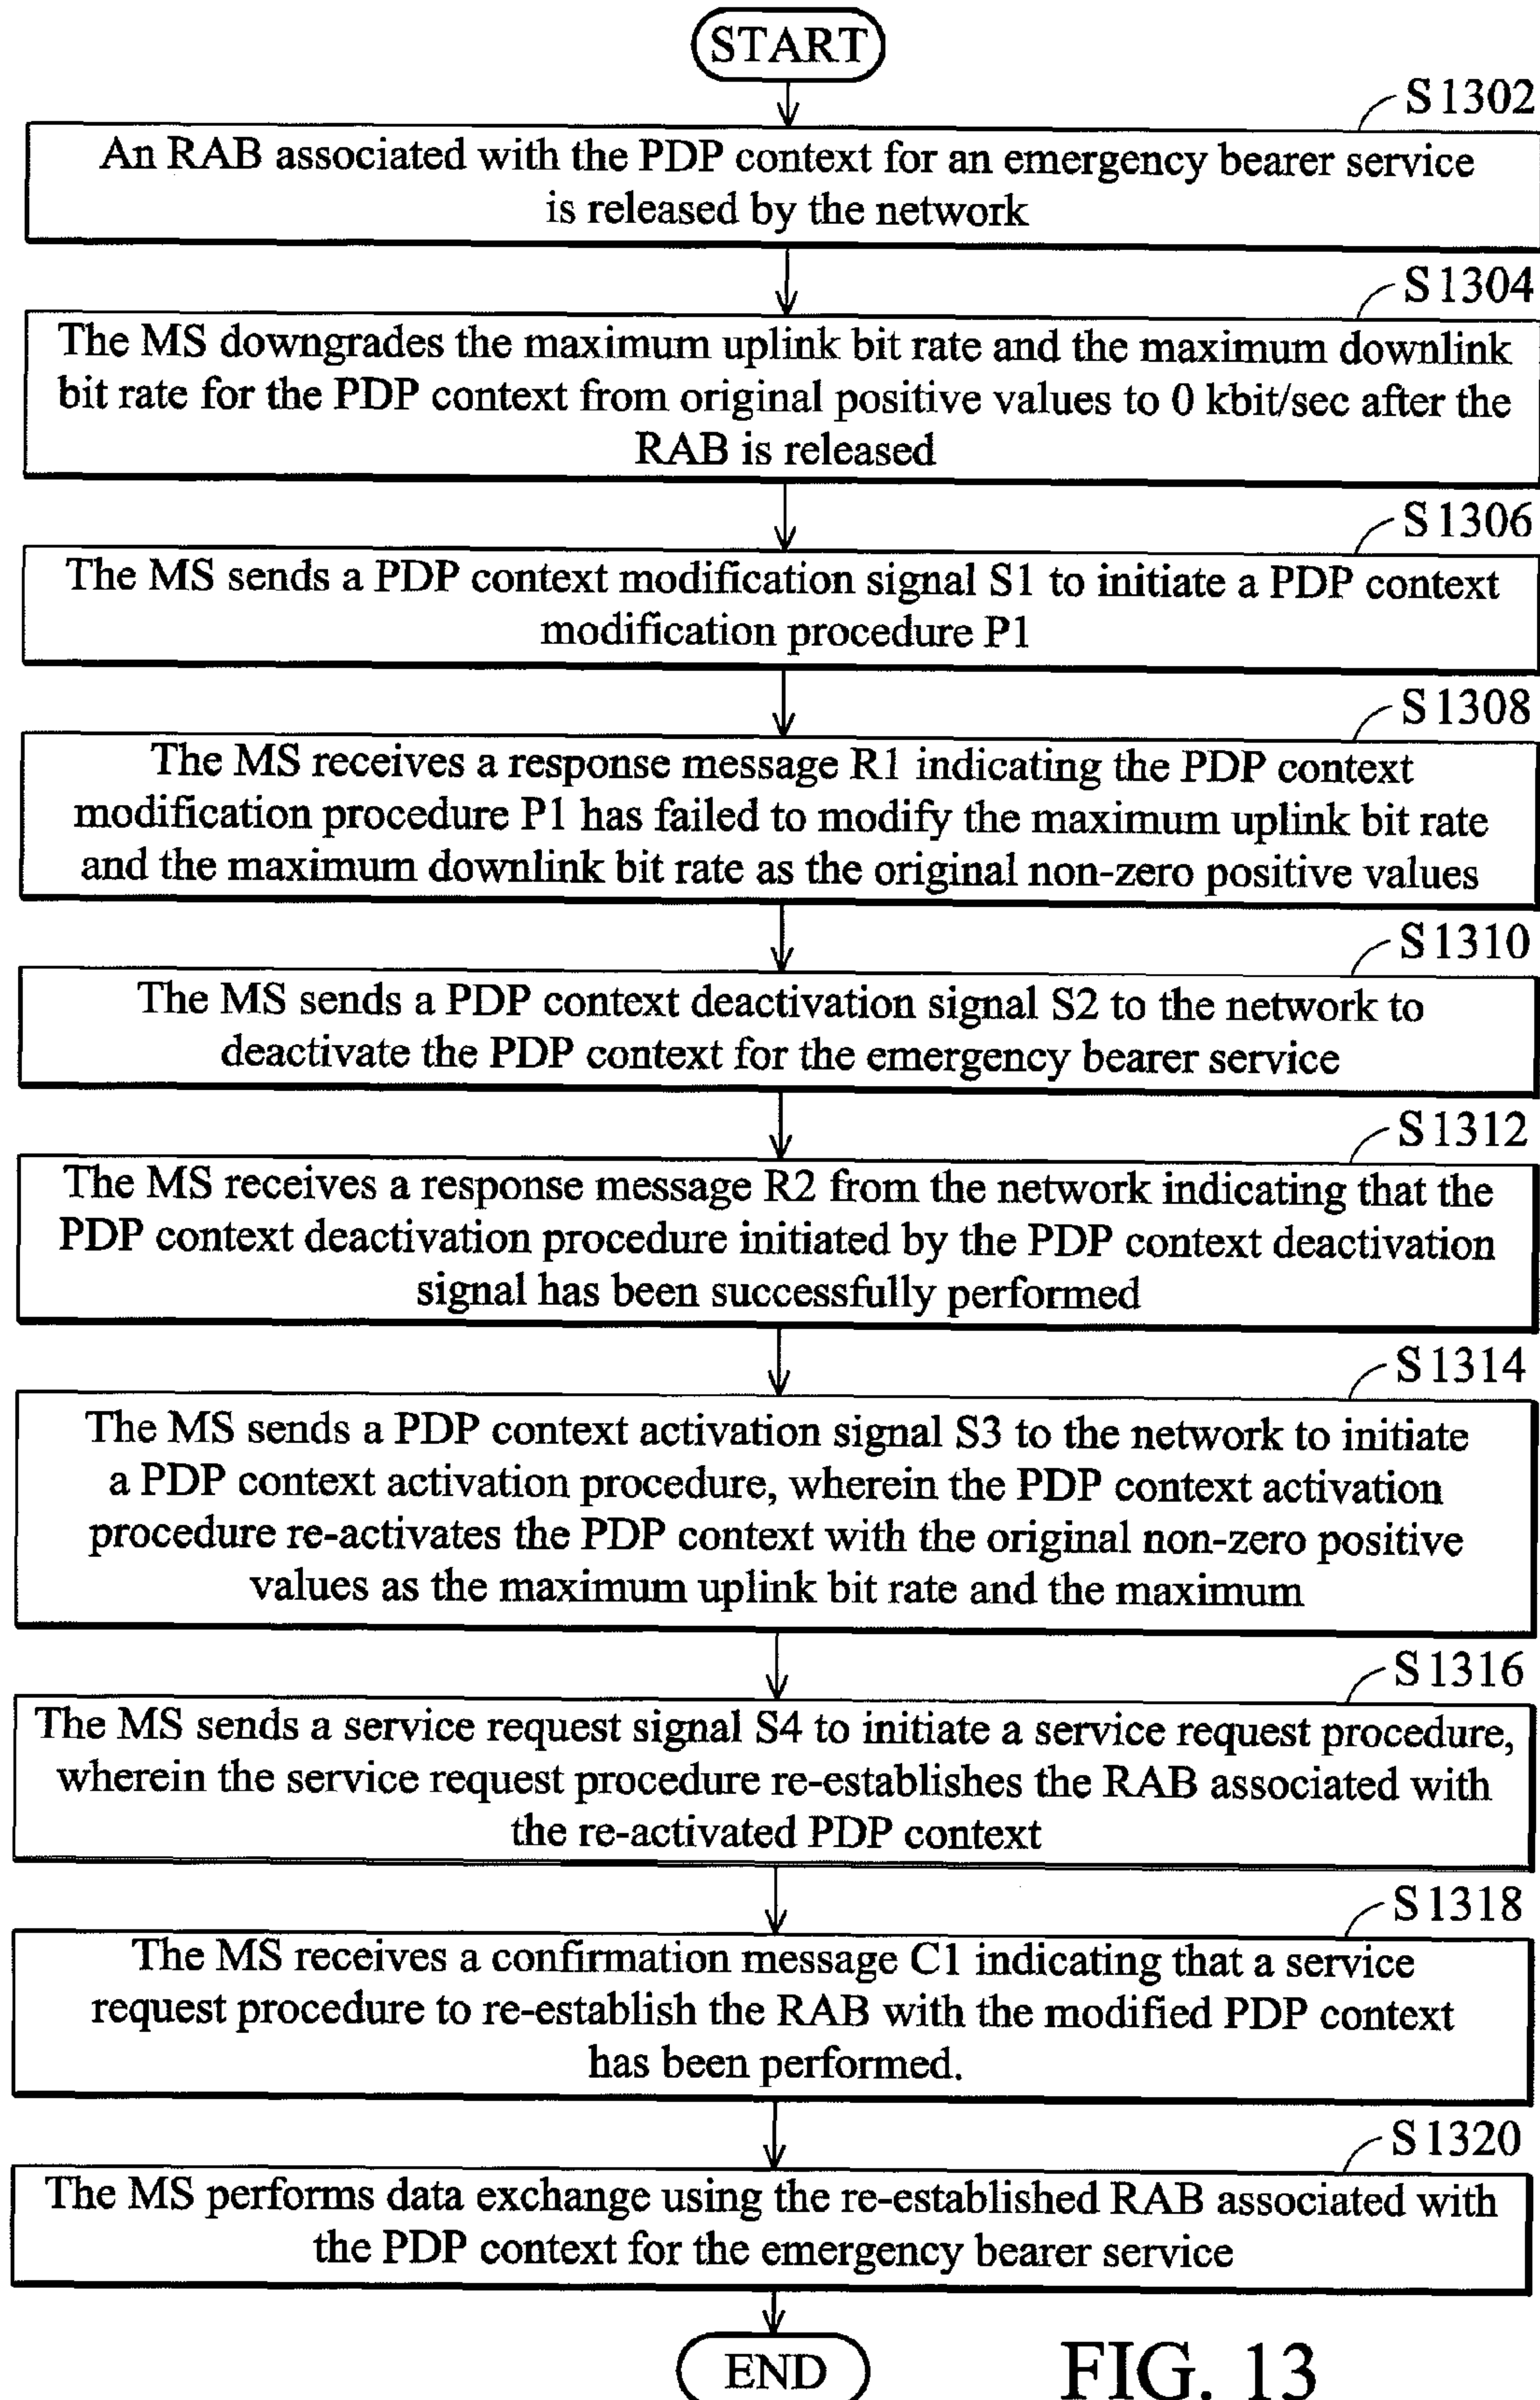 START
S1302
An RAB associated with the PDP context for an emergency bearer service
is released by the network
S1304
The MS downgrades the maximum uplink bit rate and the maximum downlink
bit rate for the PDP context from original positive values to 0 kbit/sec after the
RAB is released
S1306
The MS sends a PDP context modification signal S1 to initiate a PDP context
modification procedure P1
S1308
The MS receives a response message R1 indicating the PDP context
modification procedure P1 has failed to modify the maximum uplink bit rate
and the maximum downlink bit rate as the original non-zero positive values
S1310
The MS sends a PDP context deactivation signal S2 to the network to
deactivate the PDP context for the emergency bearer service
S1312
The MS receives a response message R2 from the network indicating that the
PDP context deactivation procedure initiated by the PDP context deactivation
signal has been successfully performed
S1314
The MS sends a PDP context activation signal S3 to the network to initiate
a PDP context activation procedure, wherein the PDP context activation
procedure re-activates the PDP context with the original non-zero positive
values as the maximum uplink bit rate and the maximum
S1316
The MS sends a service request signal S4 to initiate a service request procedure,
wherein the service request procedure re-establishes the RAB associated with
the re-activated PDP context
S1318
The MS receives a confirmation message C1 indicating that a service
request procedure to re-establish the RAB with the modified PDP context
has been performed.
S1320
The MS performs data exchange using the re-established RAB associated with
the PDP context for the emergency bearer service
END
FIG. 13